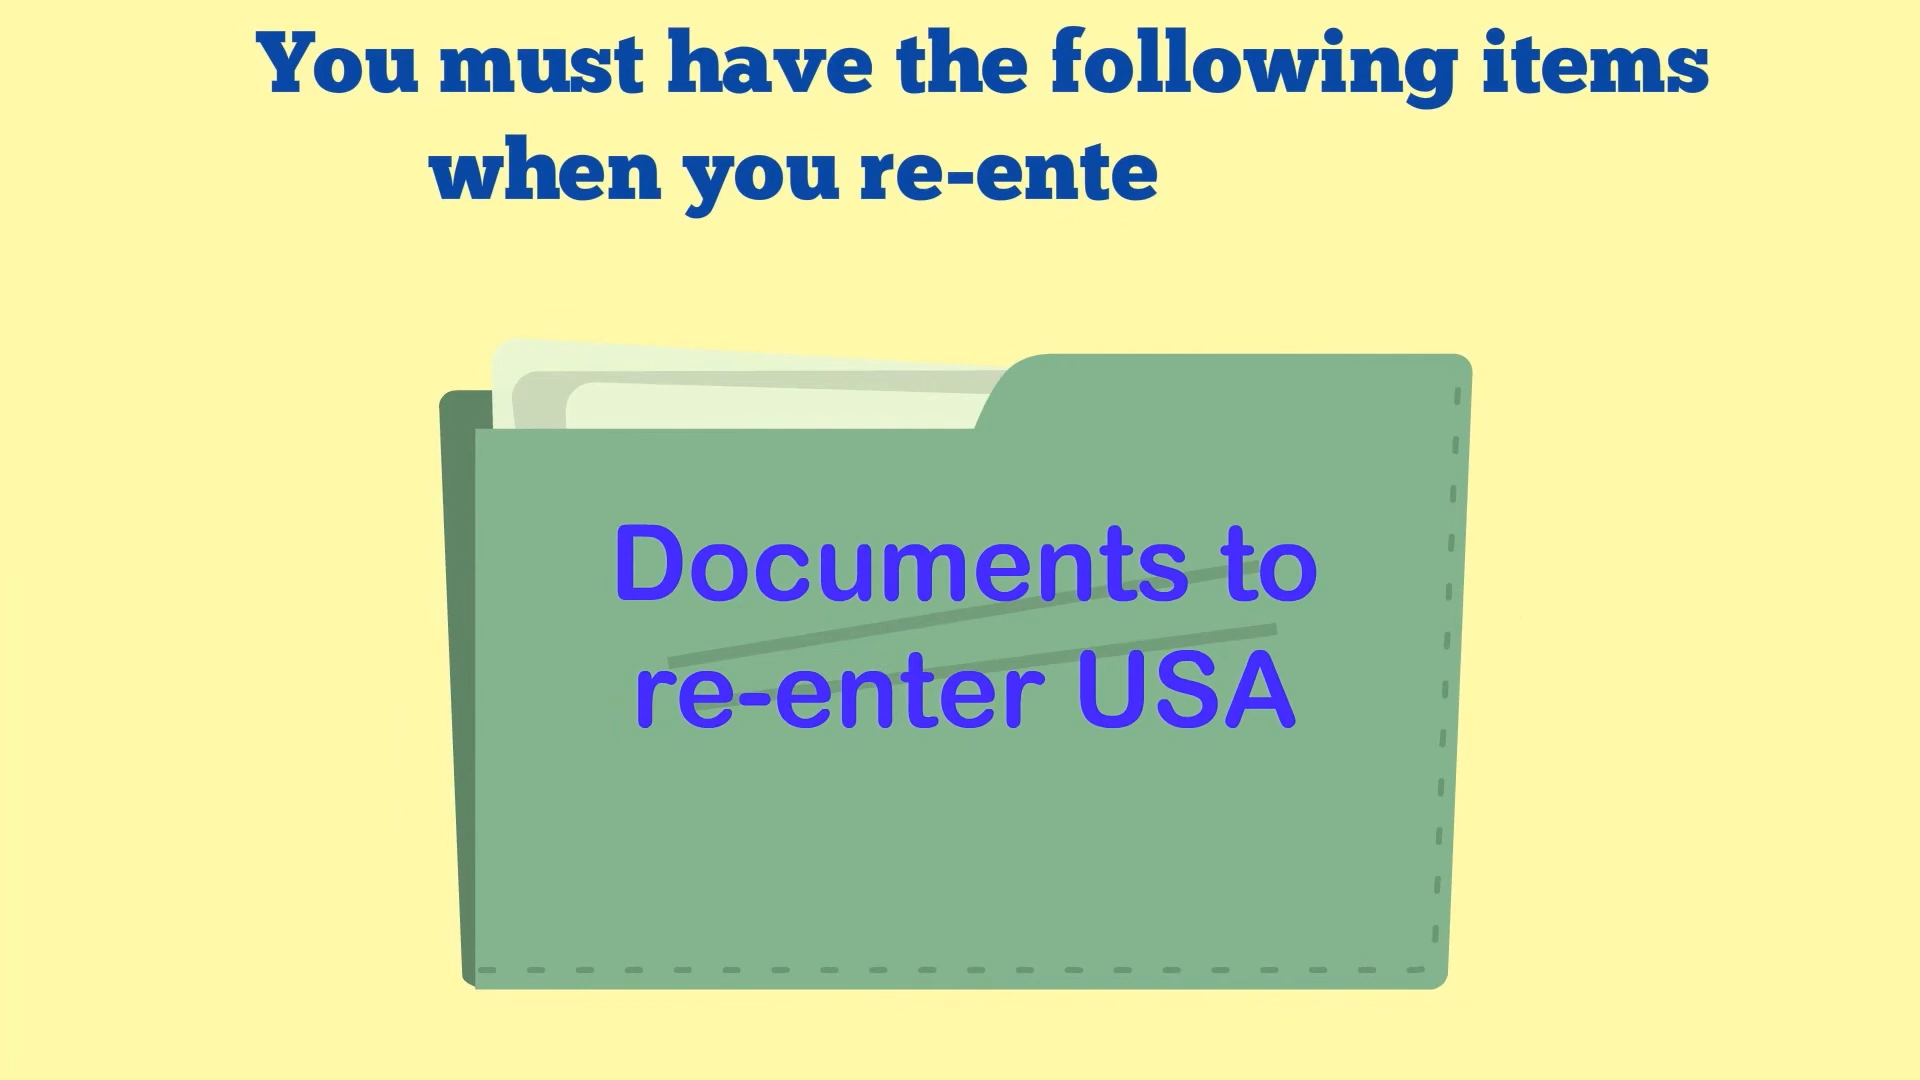 You must have the following items
when you re-ente
Documents to
re-enter USA